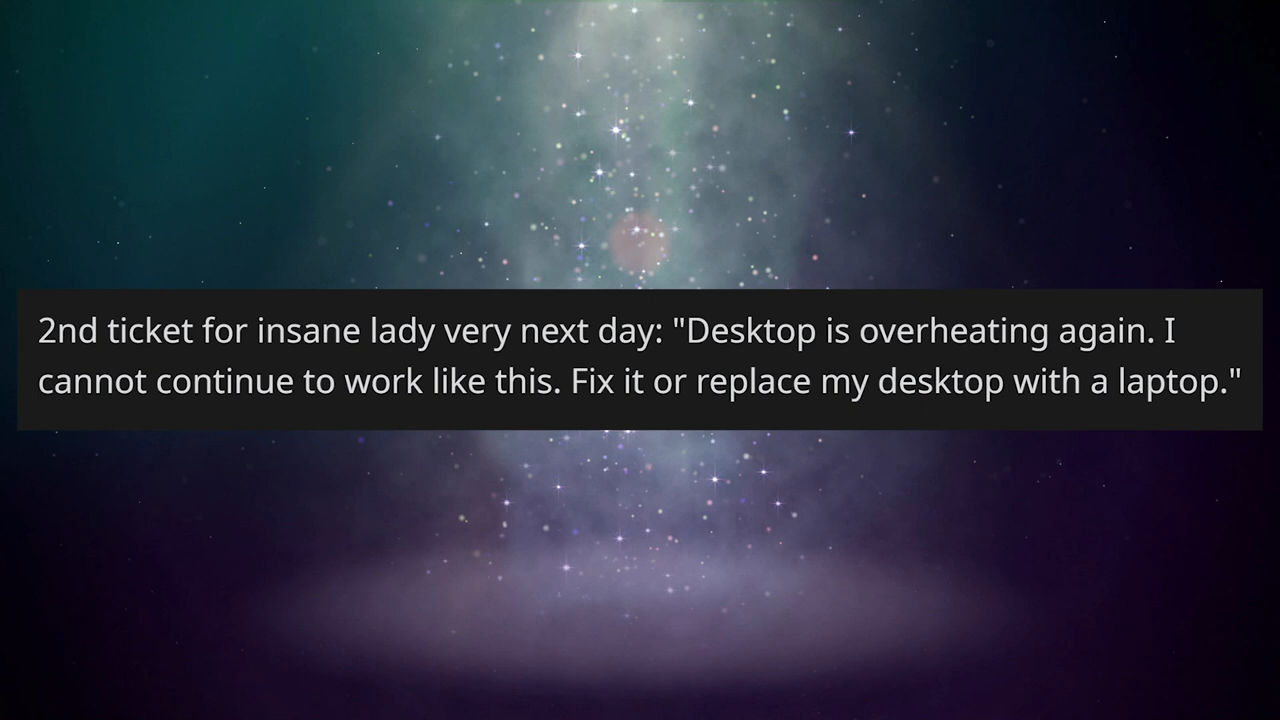 2nd ticket for insane lady very next day: "Desktop is overheating again. I
cannot continue to work like this. Fix it or replace my desktop with a laptop."